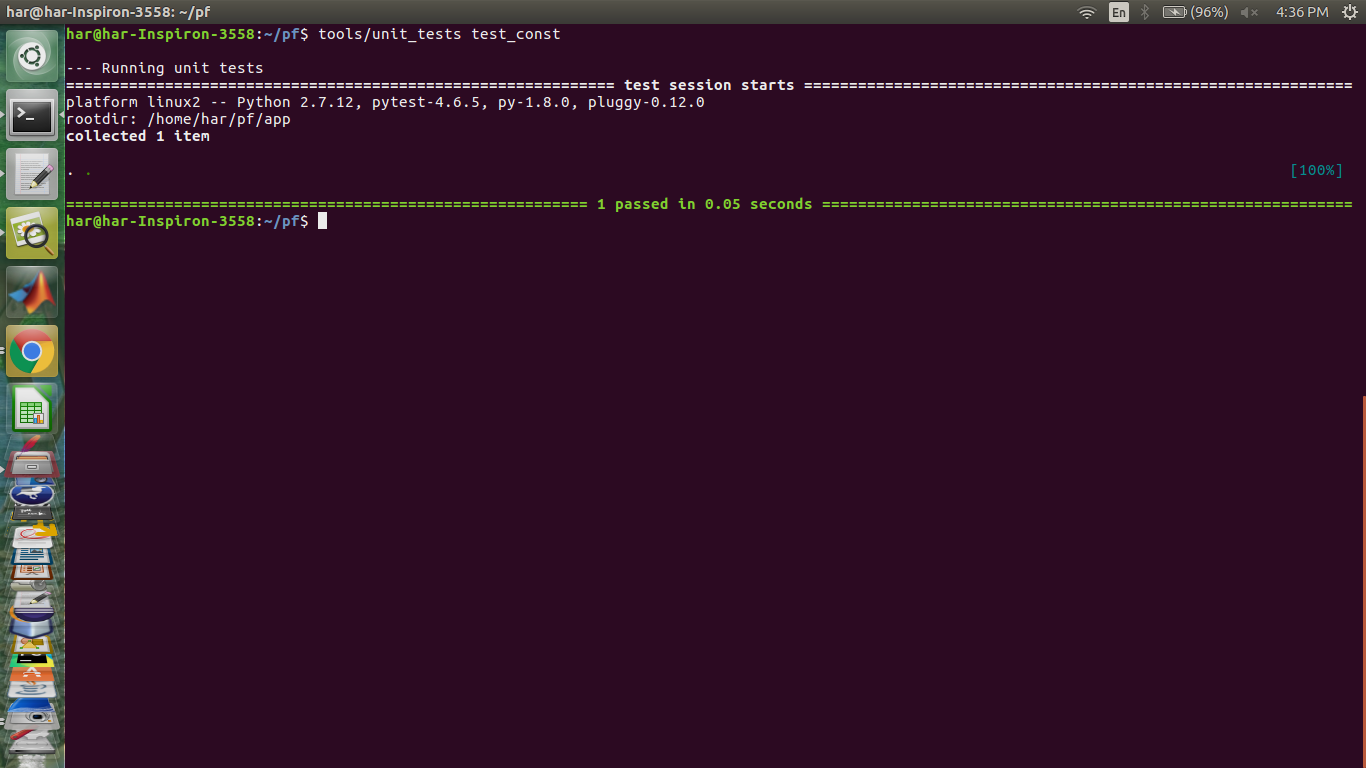 har@har-Inspiron-3558: ~/pf En (96%) 4:36 PM
har@har-Inspiron-3558:~/pf$ tools/unit_tests test_const
--- Running unit tests
============================================================= test session starts =============================================================
platform linux2 -- Python 2.7.12, pytest-4.6.5, py-1.8.0, pluggy-0.12.0
rootdir: /home/har/pf/app
collected 1 item
. . [100%]
========================================================== 1 passed in 0.05 seconds ===========================================================
har@har-Inspiron-3558:~/pf$